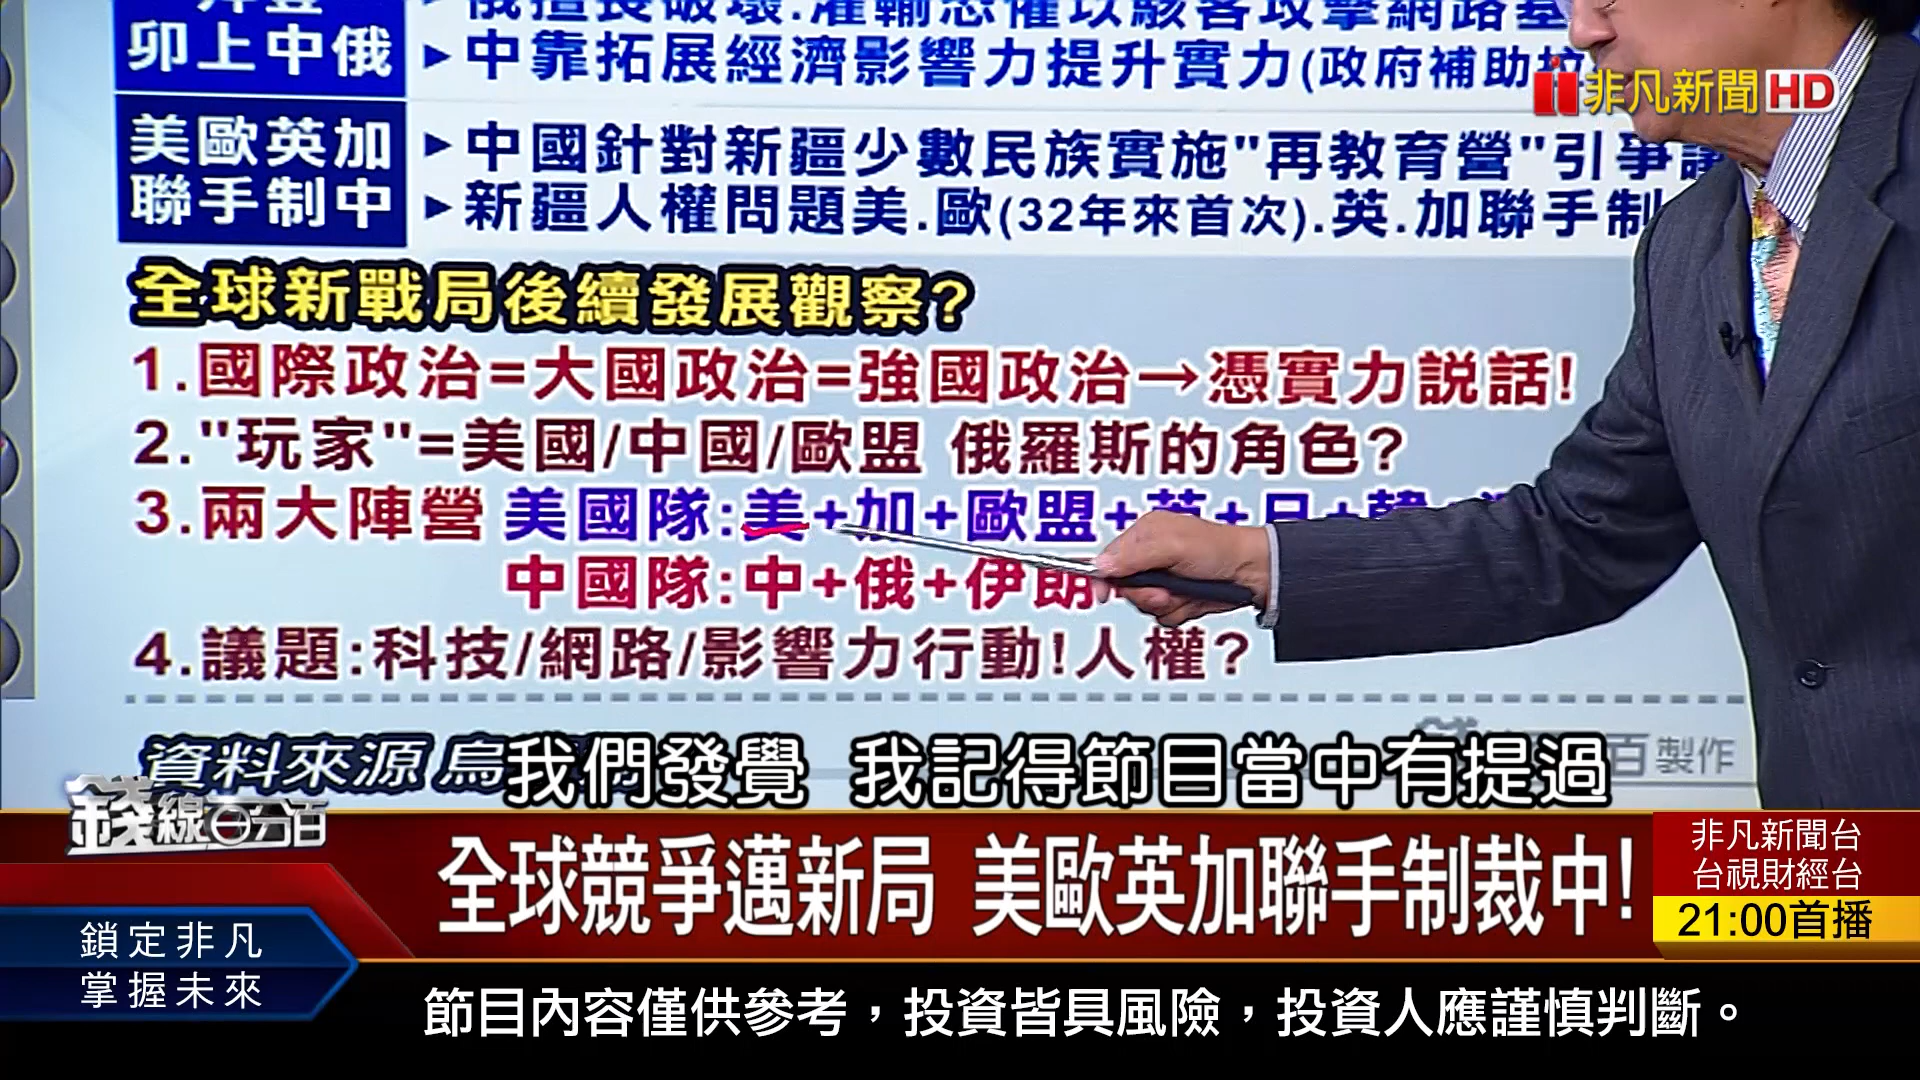 卯上中俄
▸中靠拓展經濟影響力提升實力(政府補助
非凡新聞HD
美歐英加
聯手制中
▸中國針對新疆少數民族實施"再教育營"引爭議
▸新疆人權問題美.歐(32年來首次).英.加聯手制
全球新戰局後續發展觀察?
1.國際政治=大國政治=強國政治→憑實力說話!
2."玩家"=美國/中國/歐盟 俄羅斯的角色?
3.兩大陣營 美國隊:美+加+歐盟+英+日+韓
中國隊:中+俄+伊朗
4.議題:科技/網路/影響力行動!人權?
資料來源
百製作
我們發覺 我記得節目當中有提過
錢線百分百
全球競爭邁新局 美歐英加聯手制裁中!
非凡新聞台
台視財經台
21:00首播
鎖定非凡
掌握未來
節目內容僅供參考，投資皆具風險，投資人應謹慎判斷。